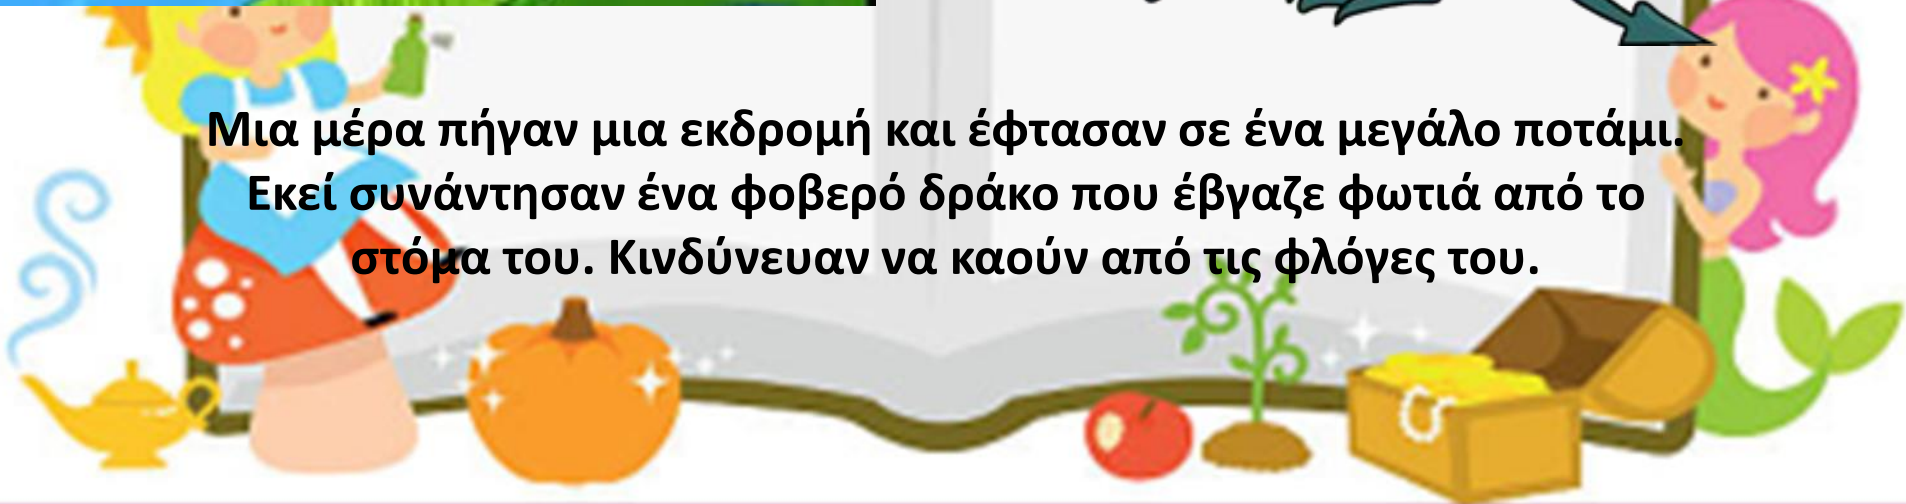 Μια μέρα πήγαν μια εκδρομή και έφτασαν σε ένα μεγάλο ποτάμι.
Εκεί συνάντησαν ένα φοβερό δράκο που έβγαζε φωτιά από το
στόμα του. Κινδύνευαν να καούν από τις φλόγες του.